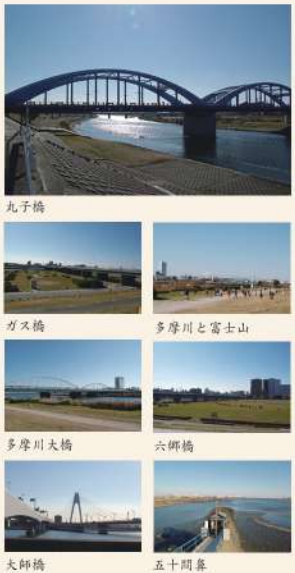 丸子橋
ガス橋
多摩川と富士山
多摩川大橋
六郷橋
大師橋
五十間鼻